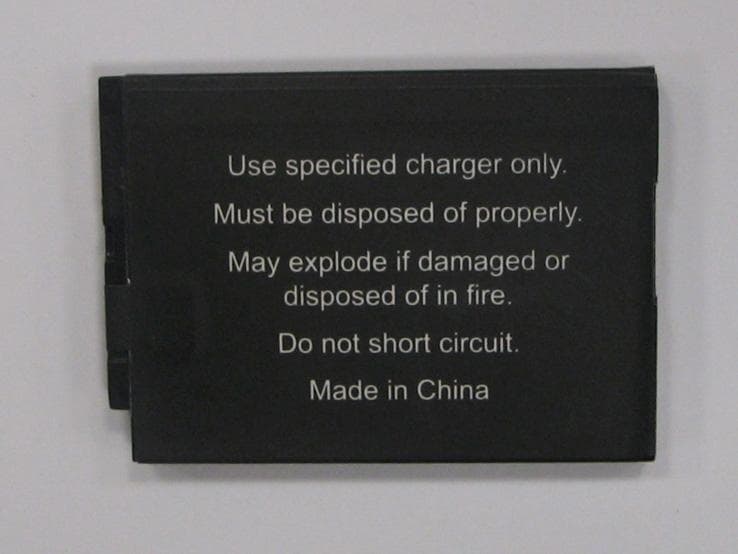 Use specified charger only.
Must be disposed of properly.
May explode if damaged or
disposed of in fire.
Do not short circuit.
Made in China